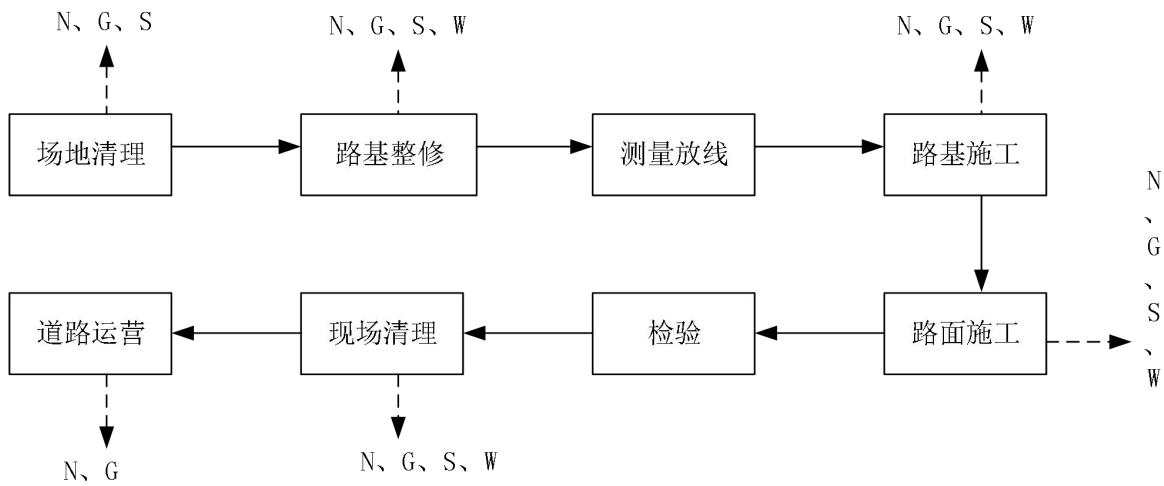 N、G、S
N、G、S、W
N、G、S、W
场地清理
路基整修
测量放线
路基施工
N、G、S、W
道路运营
现场清理
检验
路面施工
N、G
N、G、S、W